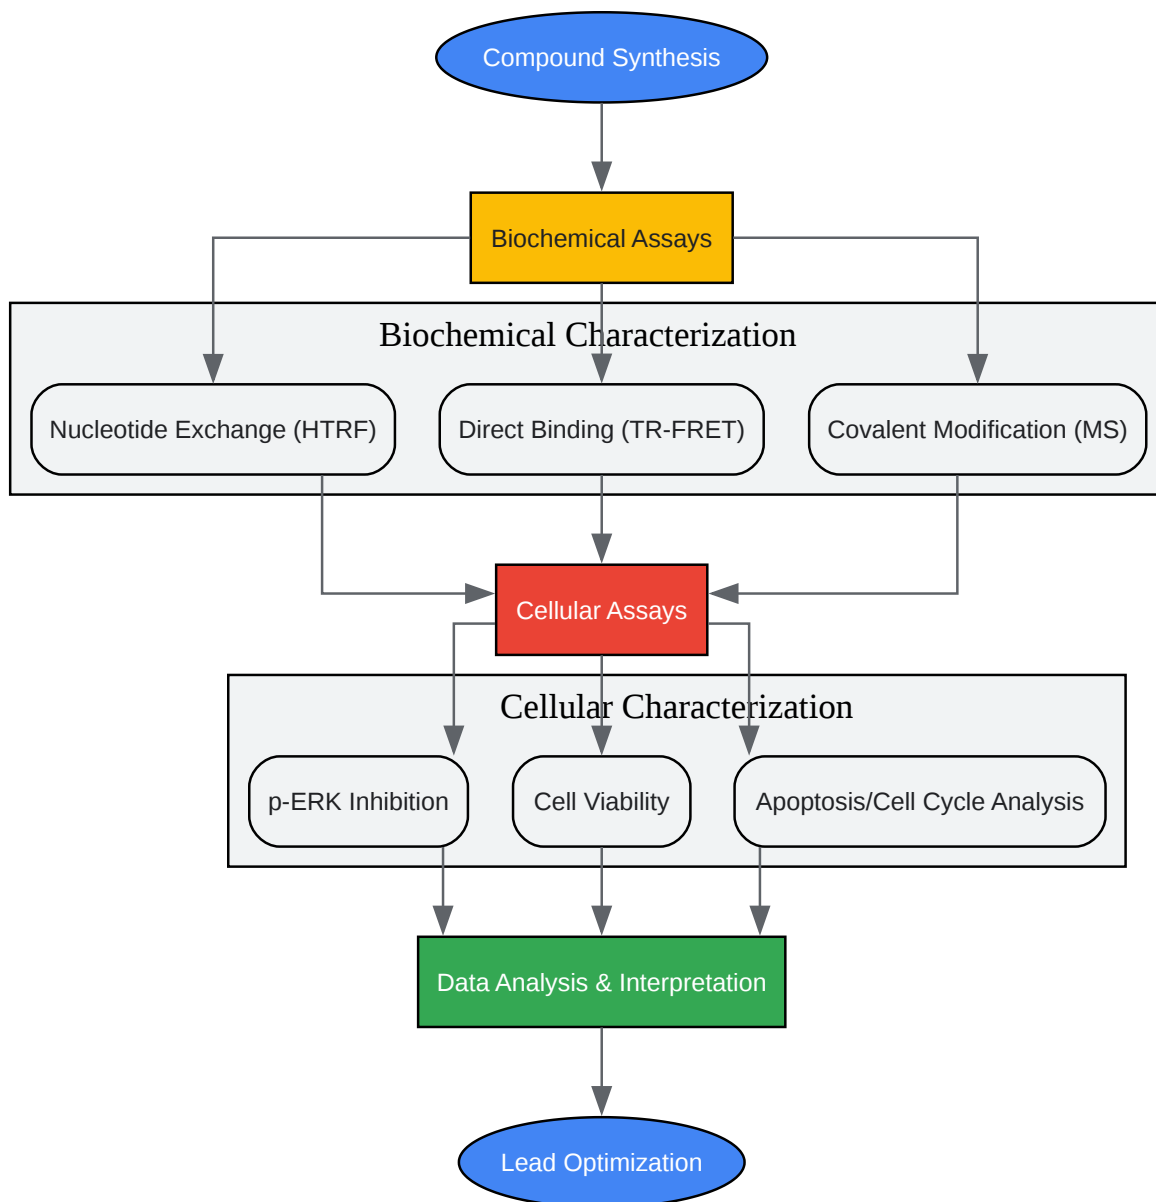 Compound Synthesis
Biochemical Assays
Biochemical Characterization
Nucleotide Exchange (HTRF)
Direct Binding (TR-FRET)
Covalent Modification (MS)
Cellular Assays
Cellular Characterization
p-ERK Inhibition
Cell Viability
Apoptosis/Cell Cycle Analysis
Data Analysis & Interpretation
Lead Optimization